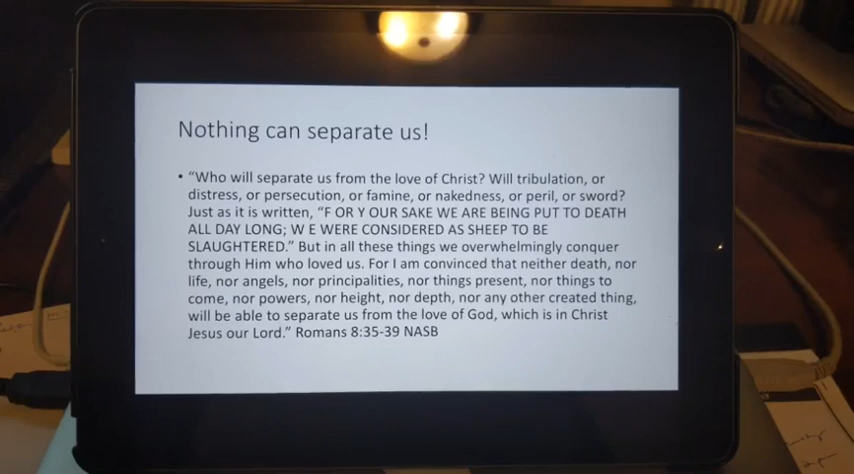 Nothing can separate us!
• “Who will separate us from the love of Christ? Will tribulation, or
distress, or persecution, or famine, or nakedness, or peril, or sword?
Just as it is written, “F OR Y OUR SAKE WE ARE BEING PUT TO DEATH
ALL DAY LONG; W E WERE CONSIDERED AS SHEEP TO BE
SLAUGHTERED.” But in all these things we overwhelmingly conquer
through Him who loved us. For I am convinced that neither death, nor
life, nor angels, nor principalities, nor things present, nor things to
come, nor powers, nor height, nor depth, nor any other created thing,
will be able to separate us from the love of God, which is in Christ
Jesus our Lord.” Romans 8:35-39 NASB